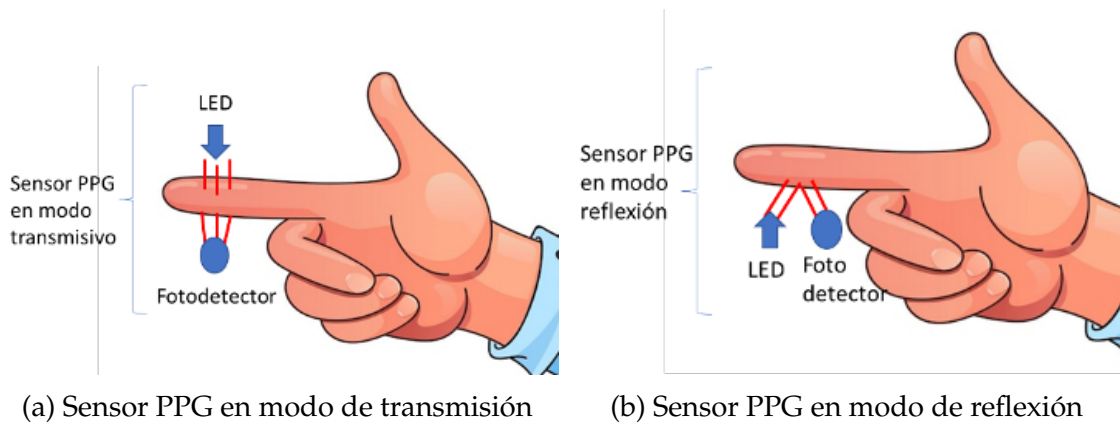 LED
Sensor PPG
en modo
transmisivo
Fotodetector
(a) Sensor PPG en modo de transmisión
Sensor PPG
en modo
reflexión
LED
Foto
detector
(b) Sensor PPG en modo de reflexión